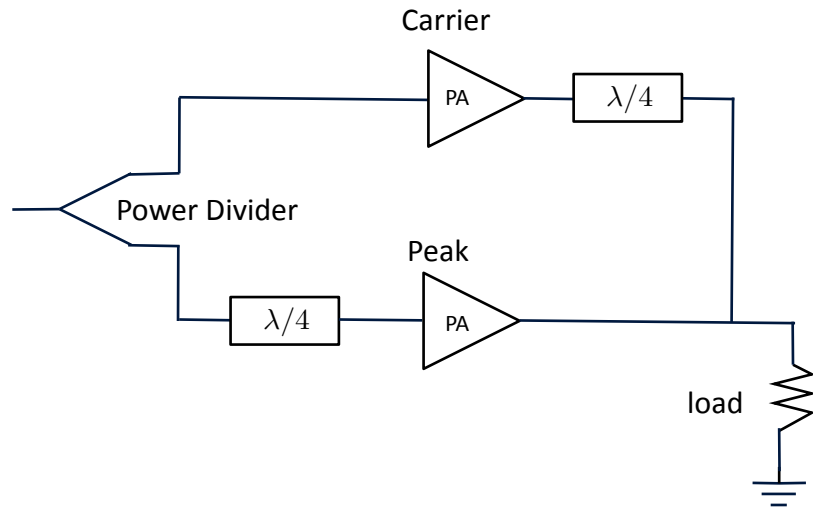 Carrier
PA
λ/4
Power Divider
Peak
λ/4
PA
load